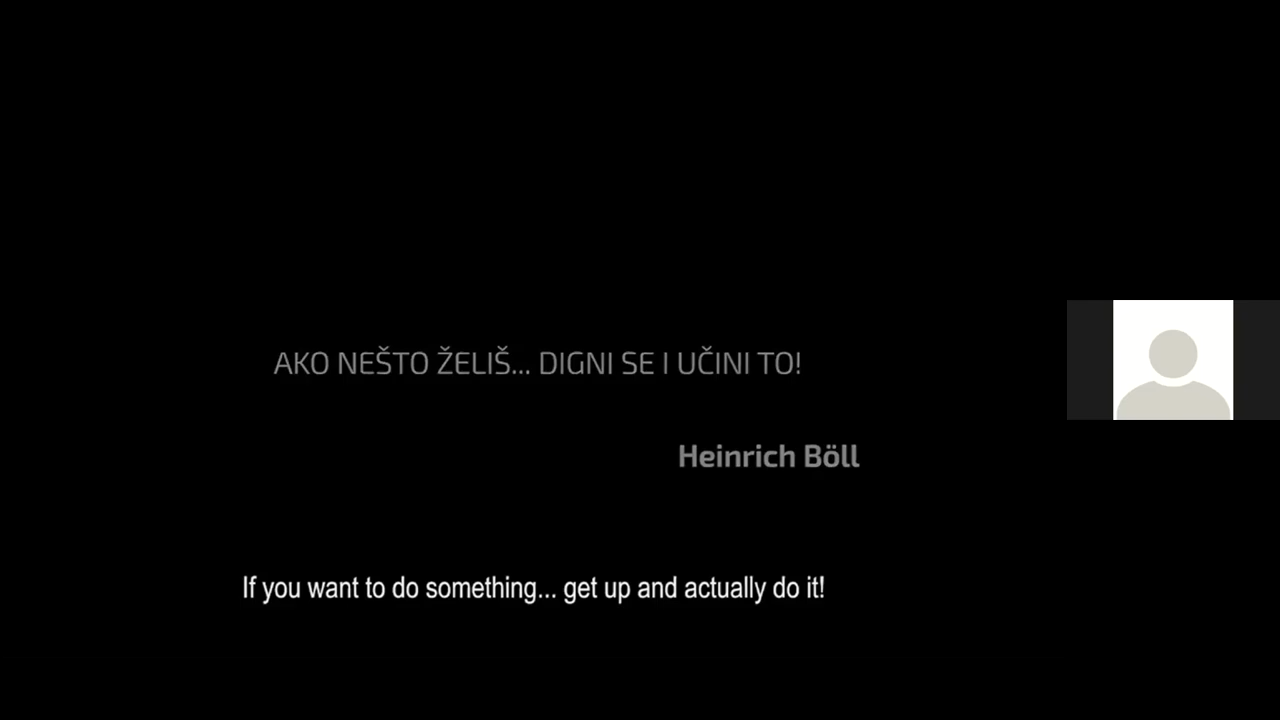 AKO NEŠTO ŽELIŠ... DIGNI SE I UČINI TO!
Heinrich Böll
If you want to do something... get up and actually do it!